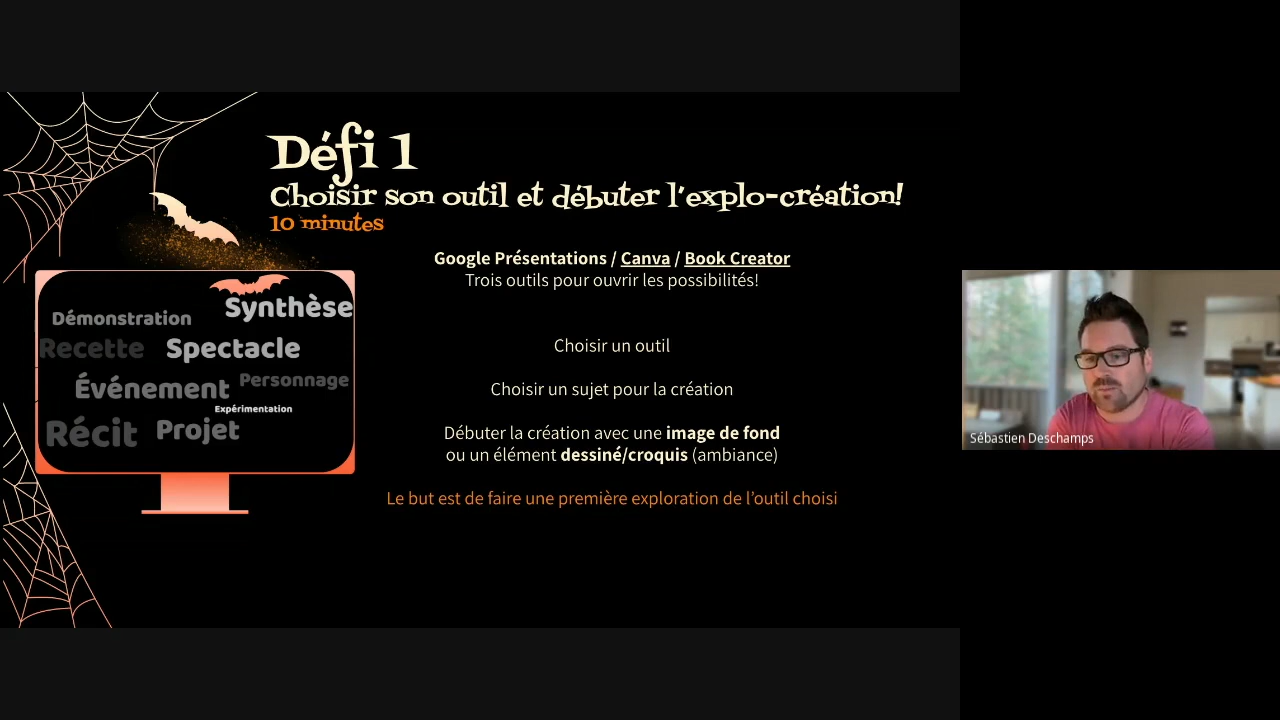 Défi 1
Choisir son outil et débuter l'explo-création!
10 minutes
Google Présentations / Canva / Book Creator
Trois outils pour ouvrir les possibilités!
Choisir un outil
Choisir un sujet pour la création
Débuter la création avec une image de fond
ou un élément dessiné/croquis (ambiance)
Le but est de faire une première exploration de l’outil choisi
Synthèse
Démonstration
Recette Spectacle
Événement Personnage
Expérimentation
Récit Projet
Sébastien Deschamps